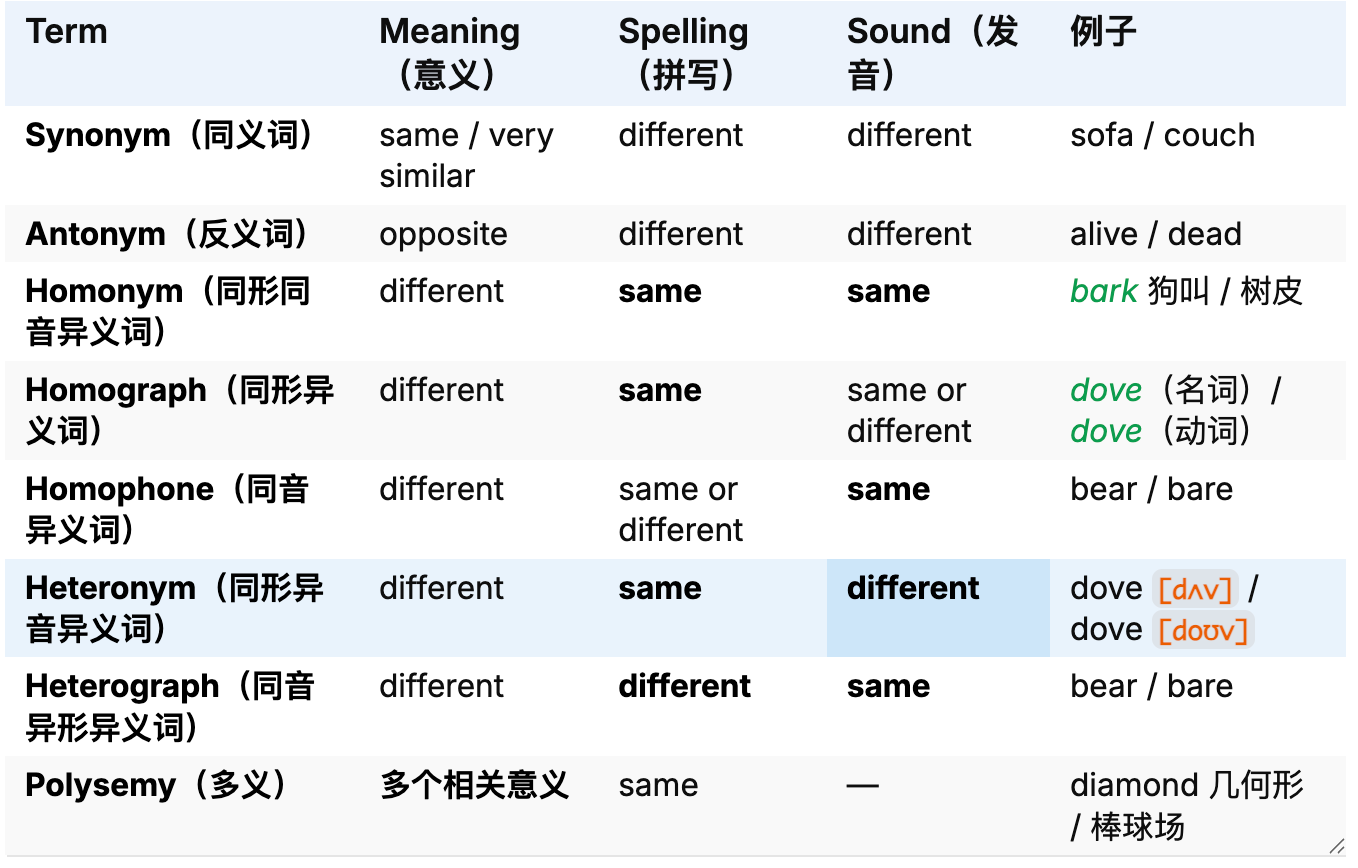 Term Meaning Spelling Sound（发 例子
（意义） （拼写） 音）
Synonym（同义词） same / very different different sofa / couch
similar
Antonym（反义词） opposite different different alive / dead
Homonym（同形同 different same same bark 狗叫 / 树皮
音异义词）
Homograph（同形异 different same same or dove（名词）/
义词） different dove（动词）
Homophone（同音 different same or same bear / bare
异义词） different
Heteronym（同形异 different same different dove [dʌv] /
音异义词） dove [doʊv]
Heterograph（同音 different different same bear / bare
异形异义词）
Polysemy（多义） 多个相关意义 same — diamond 几何形
/ 棒球场